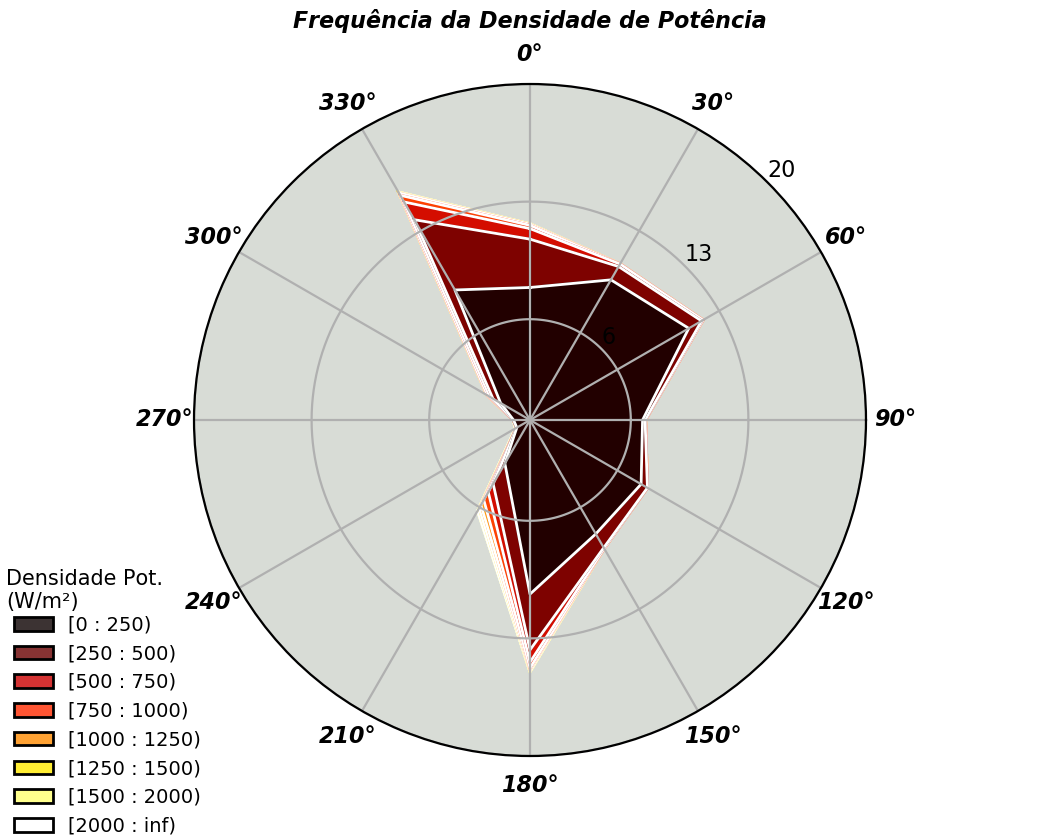 Frequência da Densidade de Potência
0°
330°
30°
20
300°
60°
13
6
270°
90°
240°
120°
210°
150°
180°
Densidade Pot.
(W/m²)
[0 : 250)
[250 : 500)
[500 : 750)
[750 : 1000)
[1000 : 1250)
[1250 : 1500)
[1500 : 2000)
[2000 : inf)